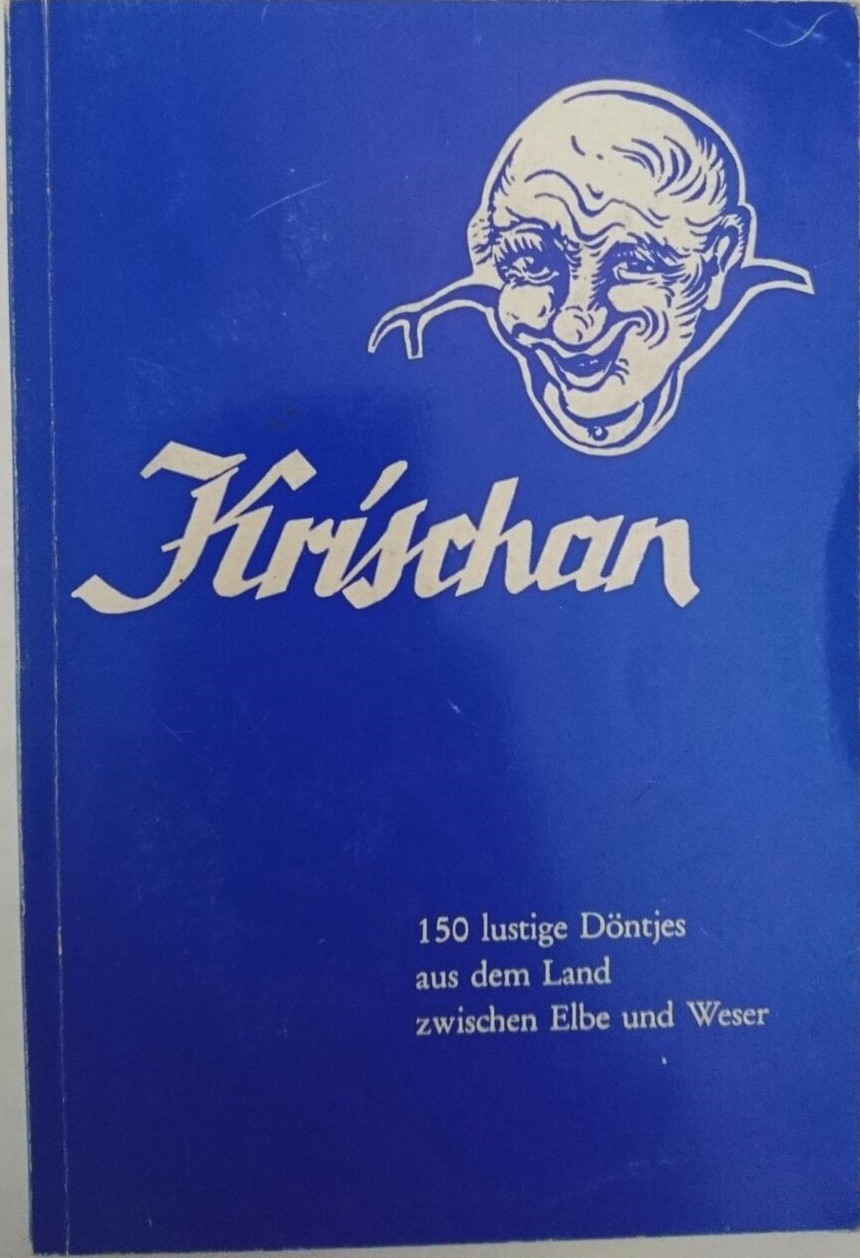 Krischan
150 lustige Döntjes
aus dem Land
zwischen Elbe und Weser